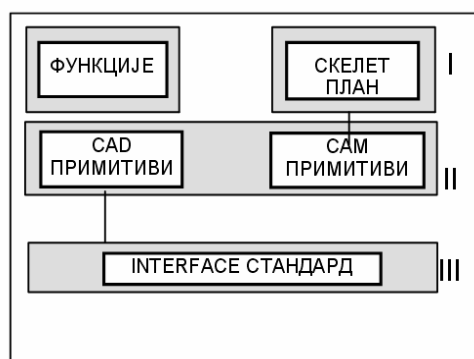 ФУНКЦИЈЕ
СКЕЛЕТ
ПЛАН
I
CAD
ПРИМИТИВИ
CAM
ПРИМИТИВИ
II
INTERFACE СТАНДАРД
III